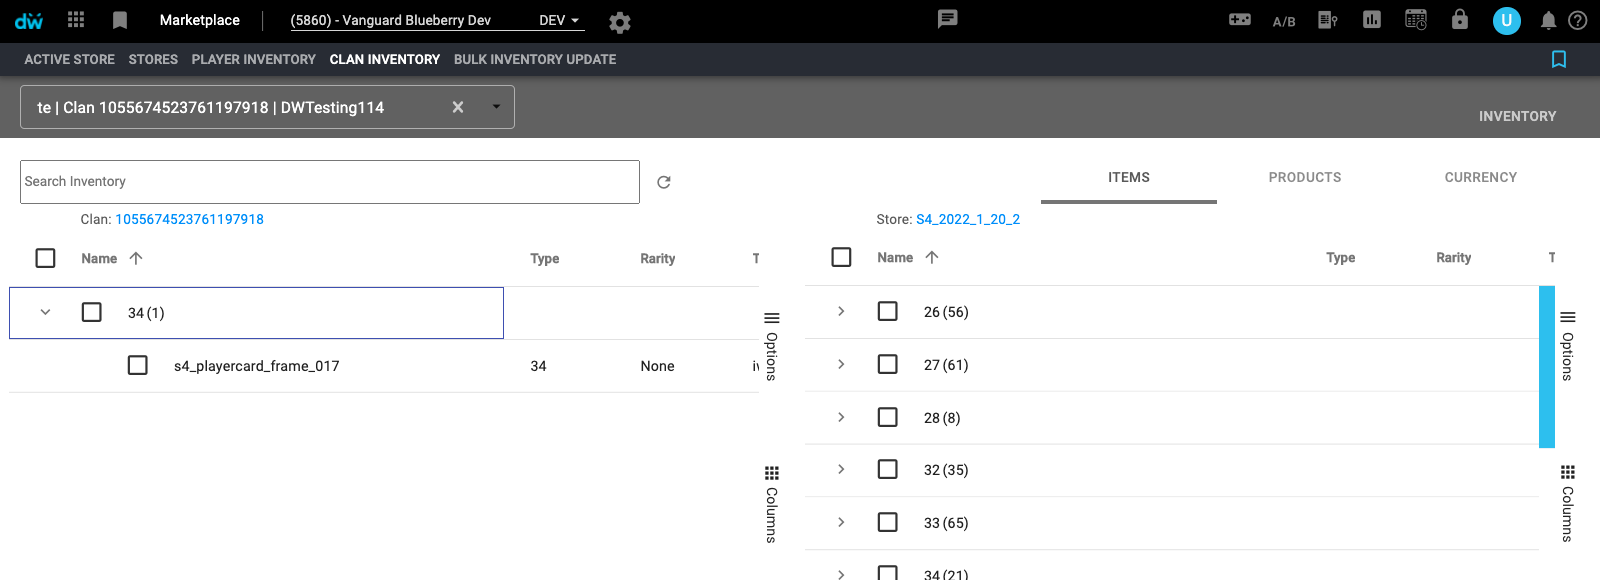 dw Marketplace (5860) - Vanguard Blueberry Dev DEV A/B U
ACTIVE STORE STORES PLAYER INVENTORY CLAN INVENTORY BULK INVENTORY UPDATE
te | Clan 1055674523761197918 | DWTesting114
INVENTORY
Search Inventory
Clan: 1055674523761197918
Name Type Rarity
34 (1)
s4_playercard_frame_017 34 None
Options
Columns
ITEMS PRODUCTS CURRENCY
Store: S4_2022_1_20_2
Name Type Rarity
26 (56)
27 (61)
28 (8)
32 (35)
33 (65)
34 (21)
Options
Columns